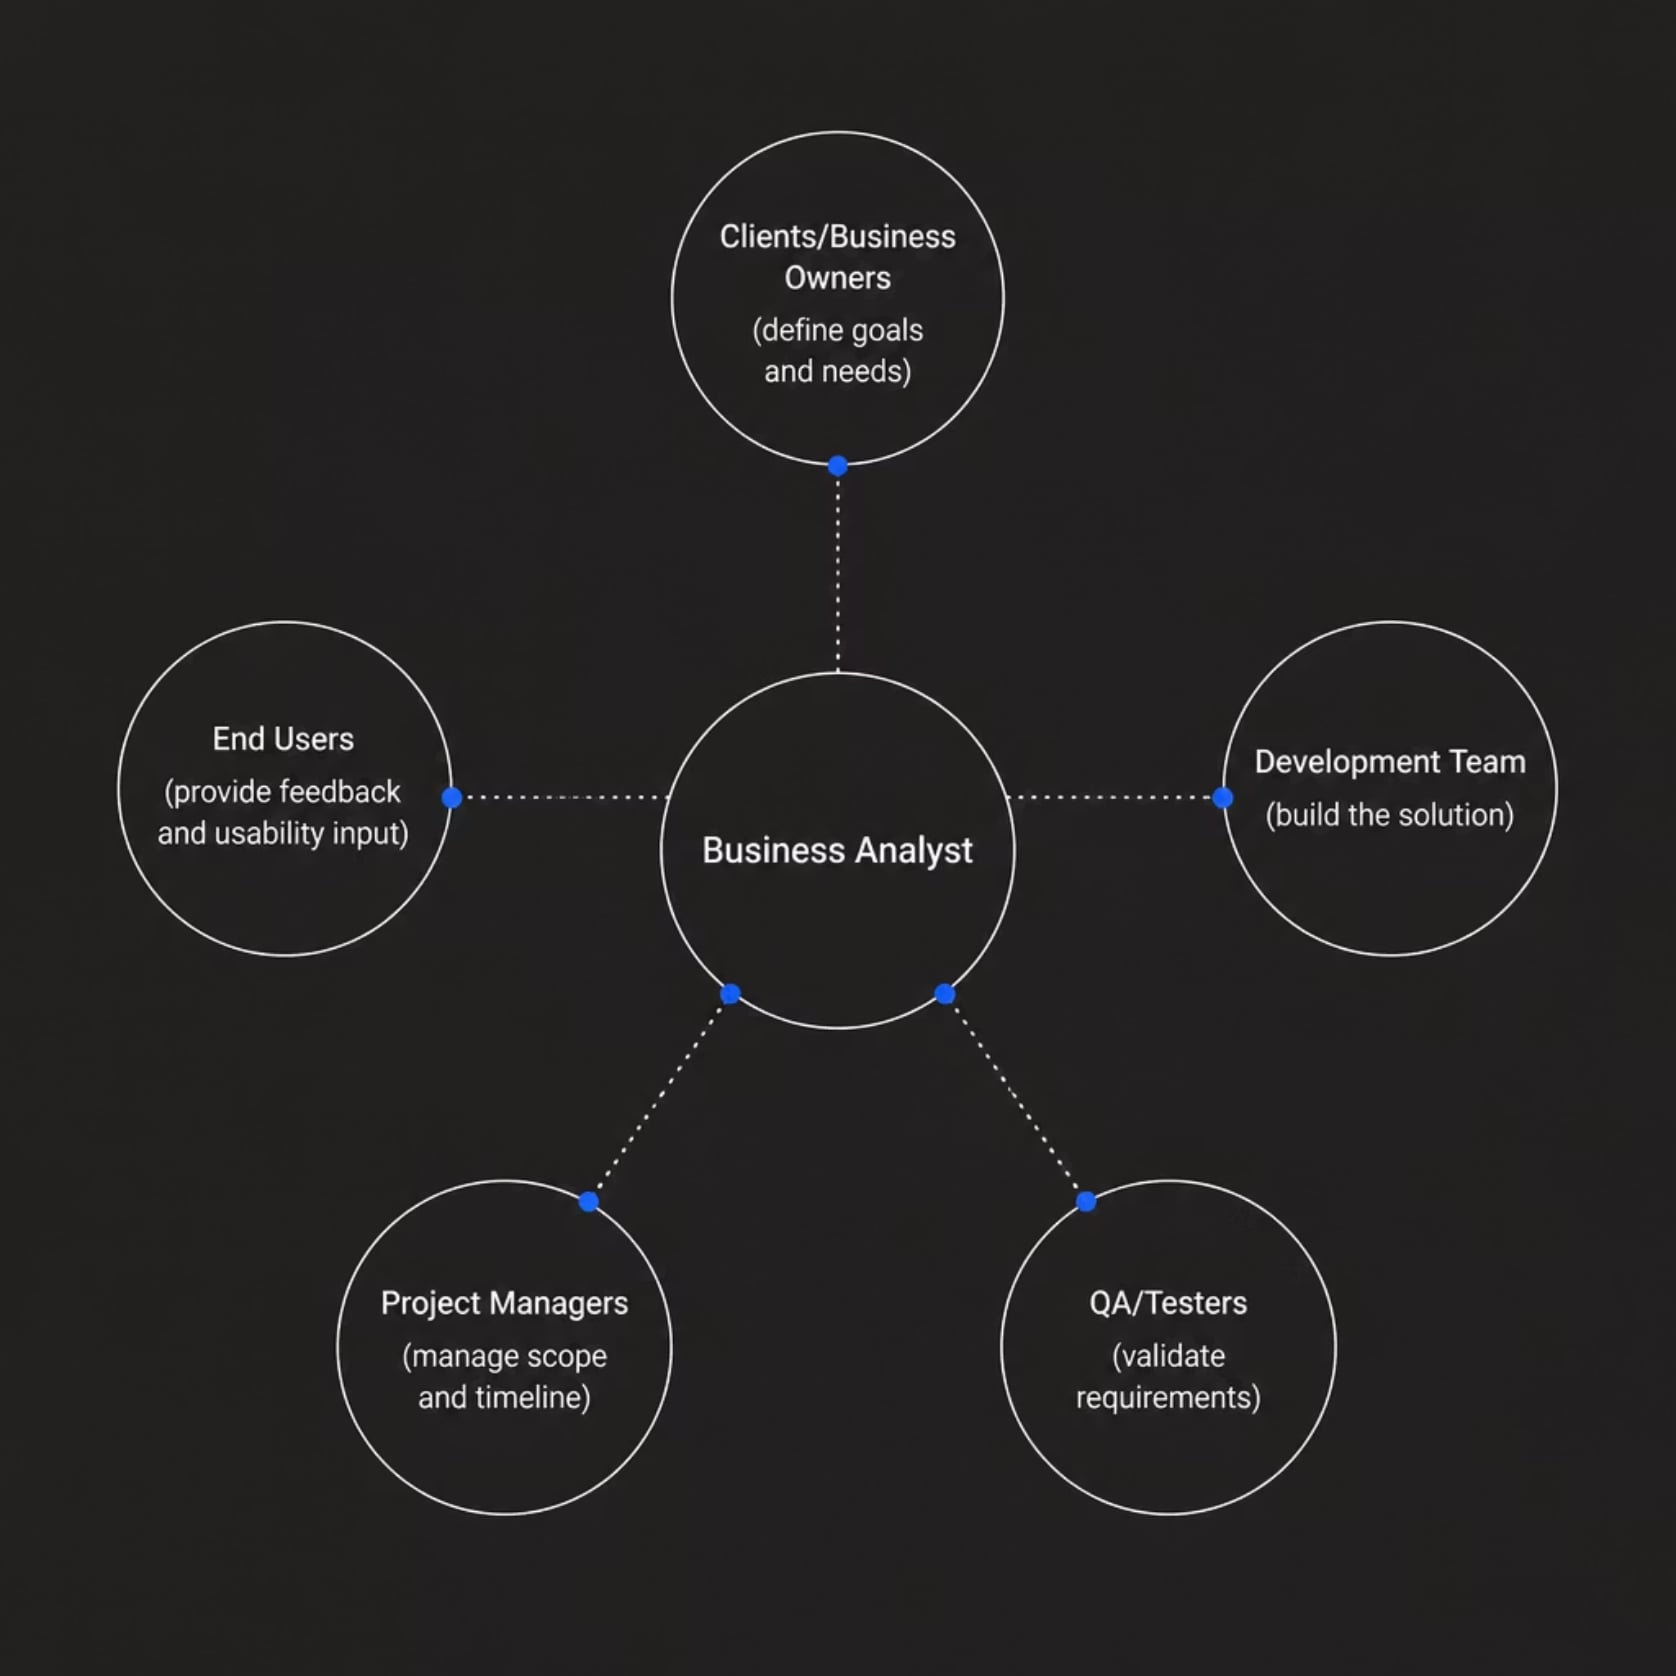 Clients/Business
Owners
(define goals
and needs)
End Users
(provide feedback
and usability input)
Business Analyst
Development Team
(build the solution)
Project Managers
(manage scope
and timeline)
QA/Testers
(validate
requirements)